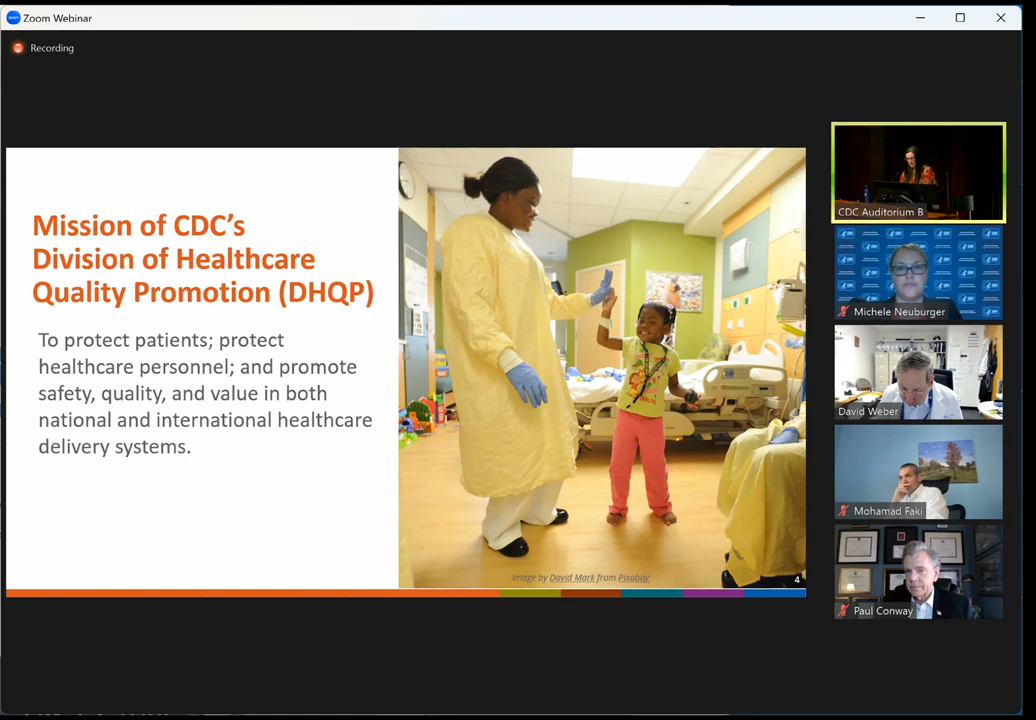 Zoom Webinar
Recording
Mission of CDC's
Division of Healthcare
Quality Promotion (DHQP)
To protect patients; protect
healthcare personnel; and promote
safety, quality, and value in both
national and international healthcare
delivery systems.
Image by David Mark from Pixabay
4
CDC Auditorium B
Michele Neuburger
David Weber
Mohamad Faki
Paul Conway